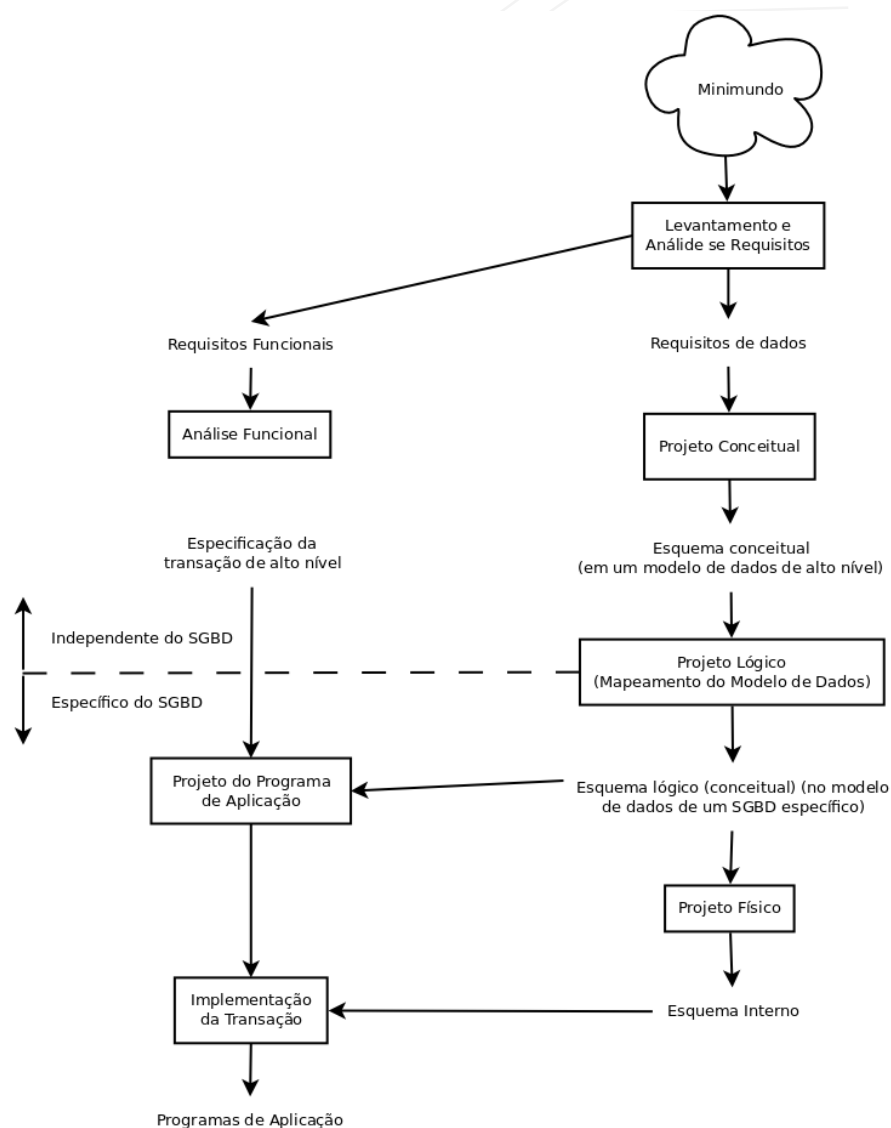 Minimundo
Levantamento e
Análide se Requisitos
Requisitos Funcionais
Requisitos de dados
Análise Funcional
Projeto Conceitual
Especificação da
transação de alto nível
Esquema conceitual
(em um modelo de dados de alto nível)
Independente do SGBD
Específico do SGBD
Projeto Lógico
(Mapeamento do Modelo de Dados)
Projeto do Programa
de Aplicação
Esquema lógico (conceitual) (no modelo
de dados de um SGBD específico)
Projeto Físico
Implementação
da Transação
Esquema Interno
Programas de Aplicação